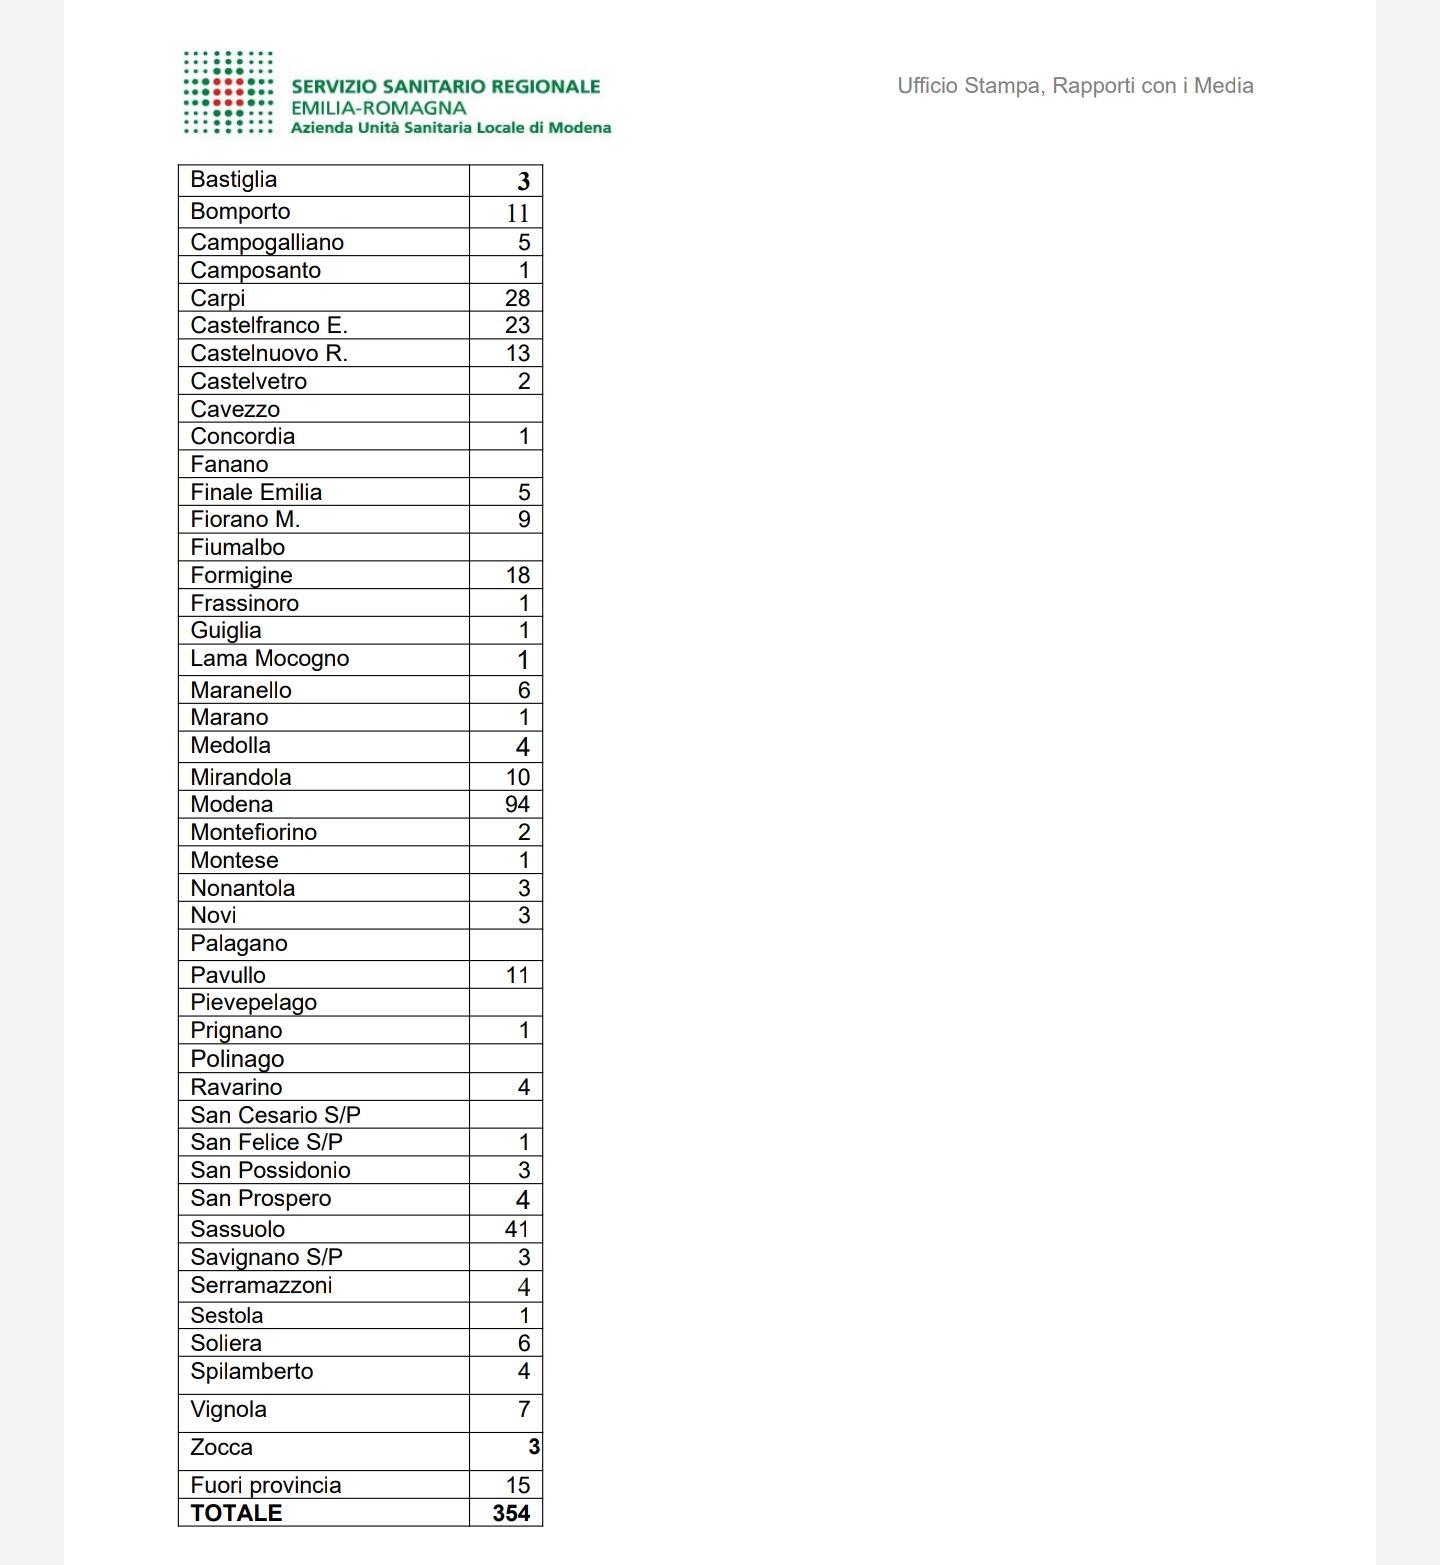 SERVIZIO SANITARIO REGIONALE
EMILIA-ROMAGNA
Azienda Unità Sanitaria Locale di Modena
Ufficio Stampa, Rapporti con i Media
Bastiglia 3
Bomporto 11
Campogalliano 5
Camposanto 1
Carpi 28
Castelfranco E. 23
Castelnuovo R. 13
Castelvetro 2
Cavezzo
Concordia 1
Fanano
Finale Emilia 5
Fiorano M. 9
Fiumalbo
Formigine 18
Frassinoro 1
Guiglia 1
Lama Mocogno 1
Maranello 6
Marano 1
Medolla 4
Mirandola 10
Modena 94
Montefiorino 2
Montese 1
Nonantola 3
Novi 3
Palagano
Pavullo 11
Pievepelago
Prignano 1
Polinago
Ravarino 4
San Cesario S/P
San Felice S/P 1
San Possidonio 3
San Prospero 4
Sassuolo 41
Savignano S/P 3
Serramazzoni 4
Sestola 1
Soliera 6
Spilamberto 4
Vignola 7
Zocca 3
Fuori provincia 15
TOTALE 354